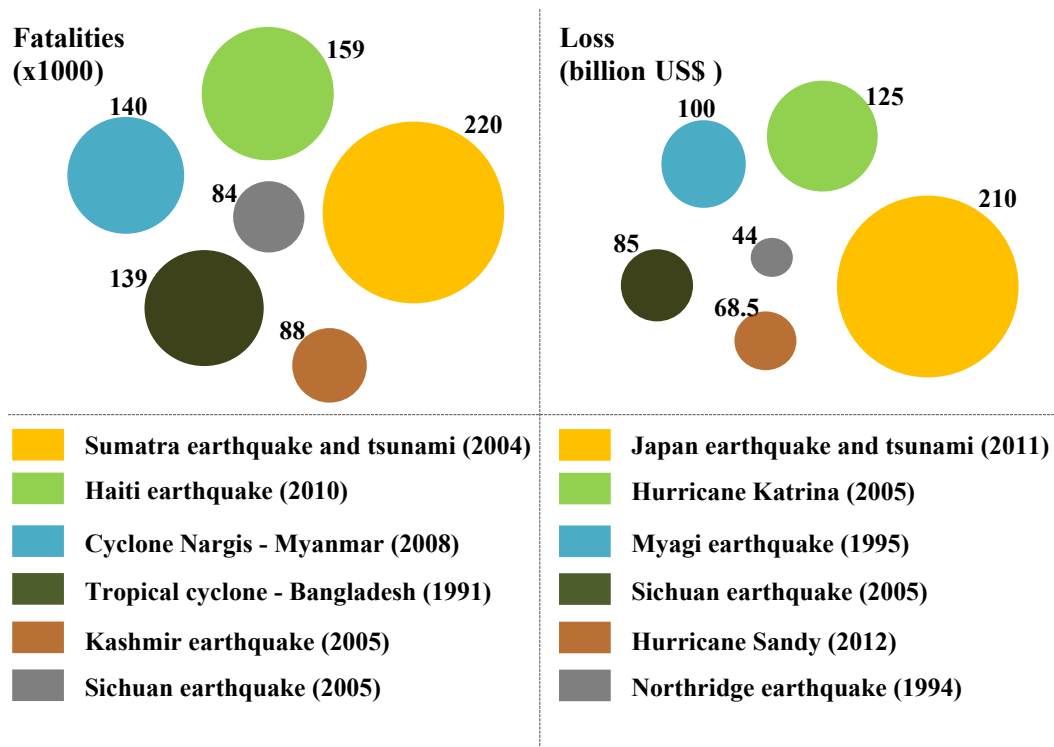 Fatalities
(x1000)
159
140
220
84
139
88
Loss
(billion US$ )
125
100
210
44
85
68.5
Sumatra earthquake and tsunami (2004)
Haiti earthquake (2010)
Cyclone Nargis - Myanmar (2008)
Tropical cyclone - Bangladesh (1991)
Kashmir earthquake (2005)
Sichuan earthquake (2005)
Japan earthquake and tsunami (2011)
Hurricane Katrina (2005)
Myagi earthquake (1995)
Sichuan earthquake (2005)
Hurricane Sandy (2012)
Northridge earthquake (1994)